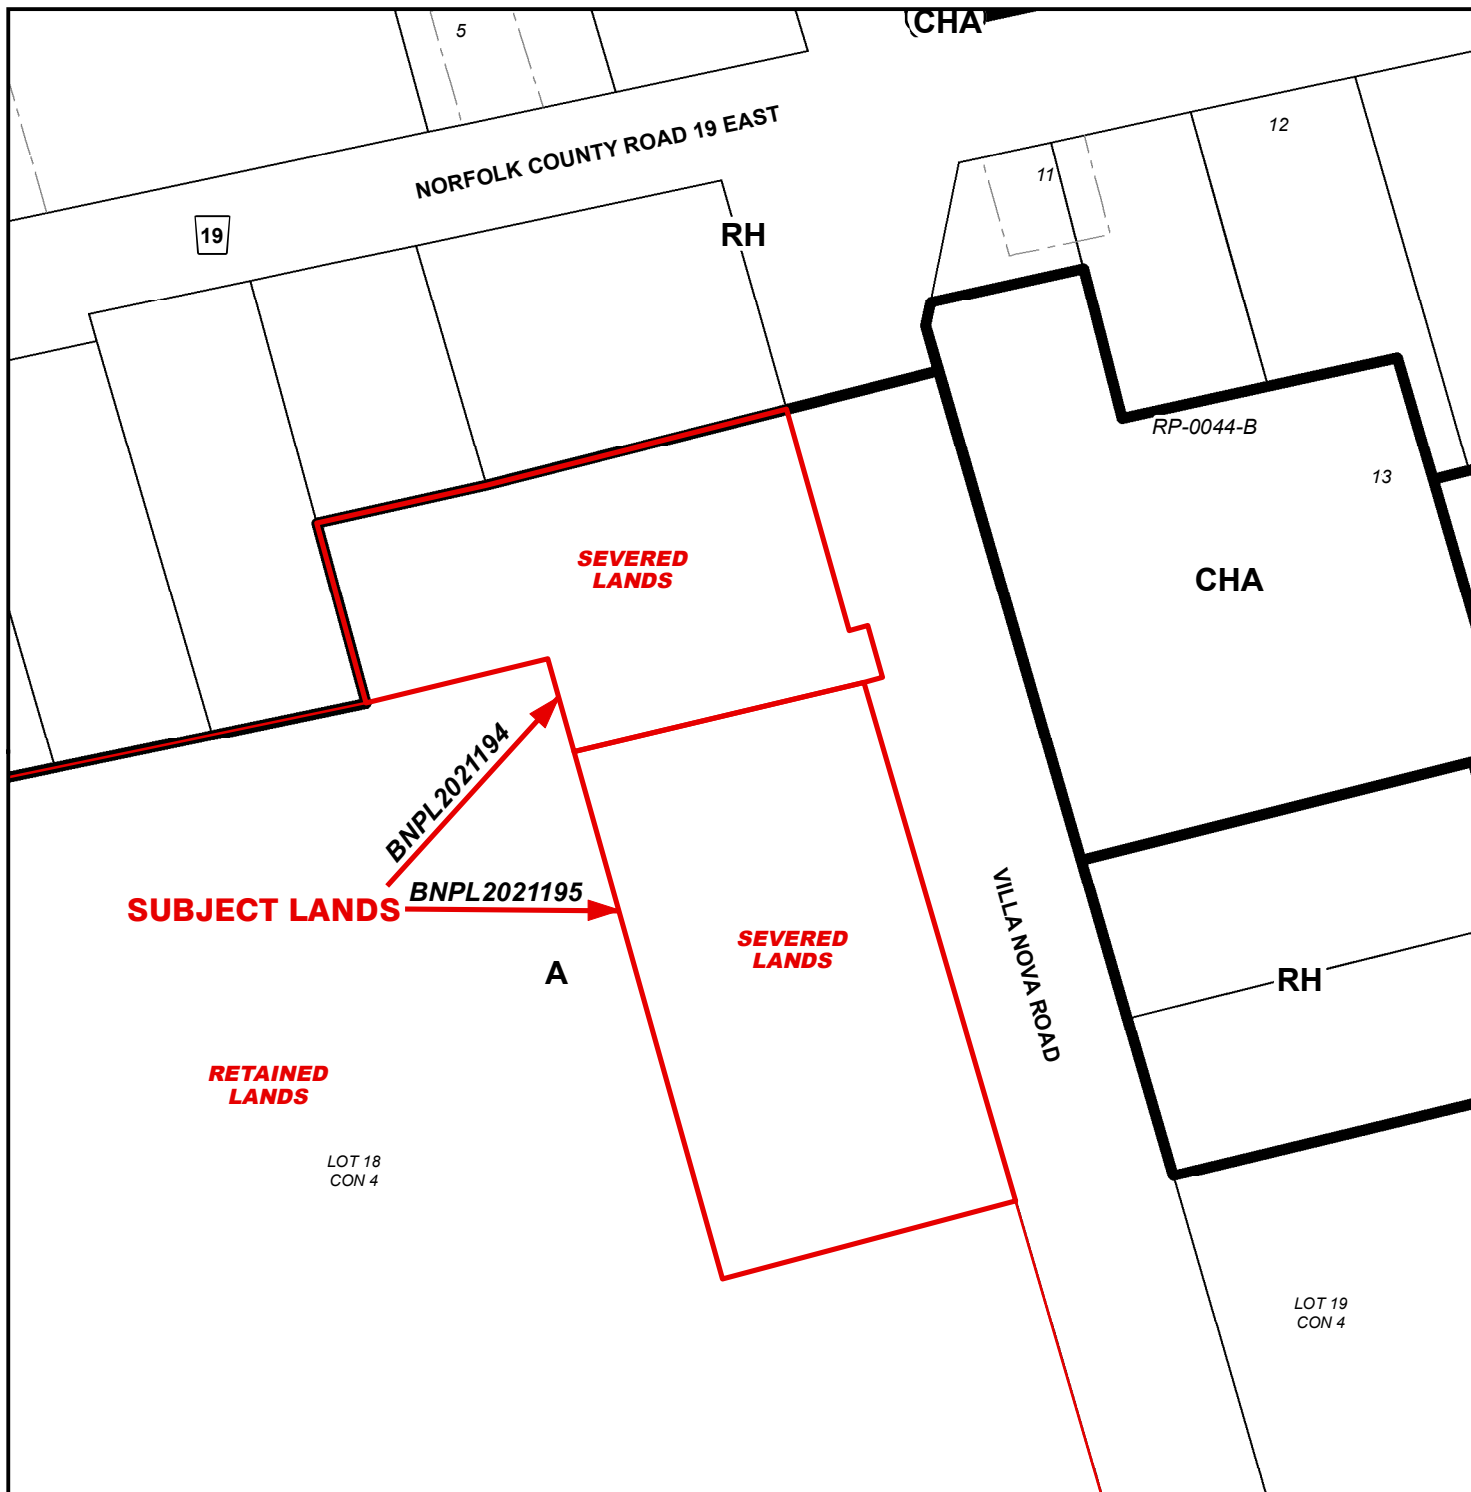 CHA
5
NORFOLK COUNTY ROAD 19 EAST
12
11
19
RH
RP-0044-B
13
SEVERED
LANDS
CHA
BNPL2021194
SUBJECT LANDS
BNPL2021195
SEVERED
LANDS
VILLA NOVA ROAD
A
RH
RETAINED
LANDS
LOT 18
CON 4
LOT 19
CON 4